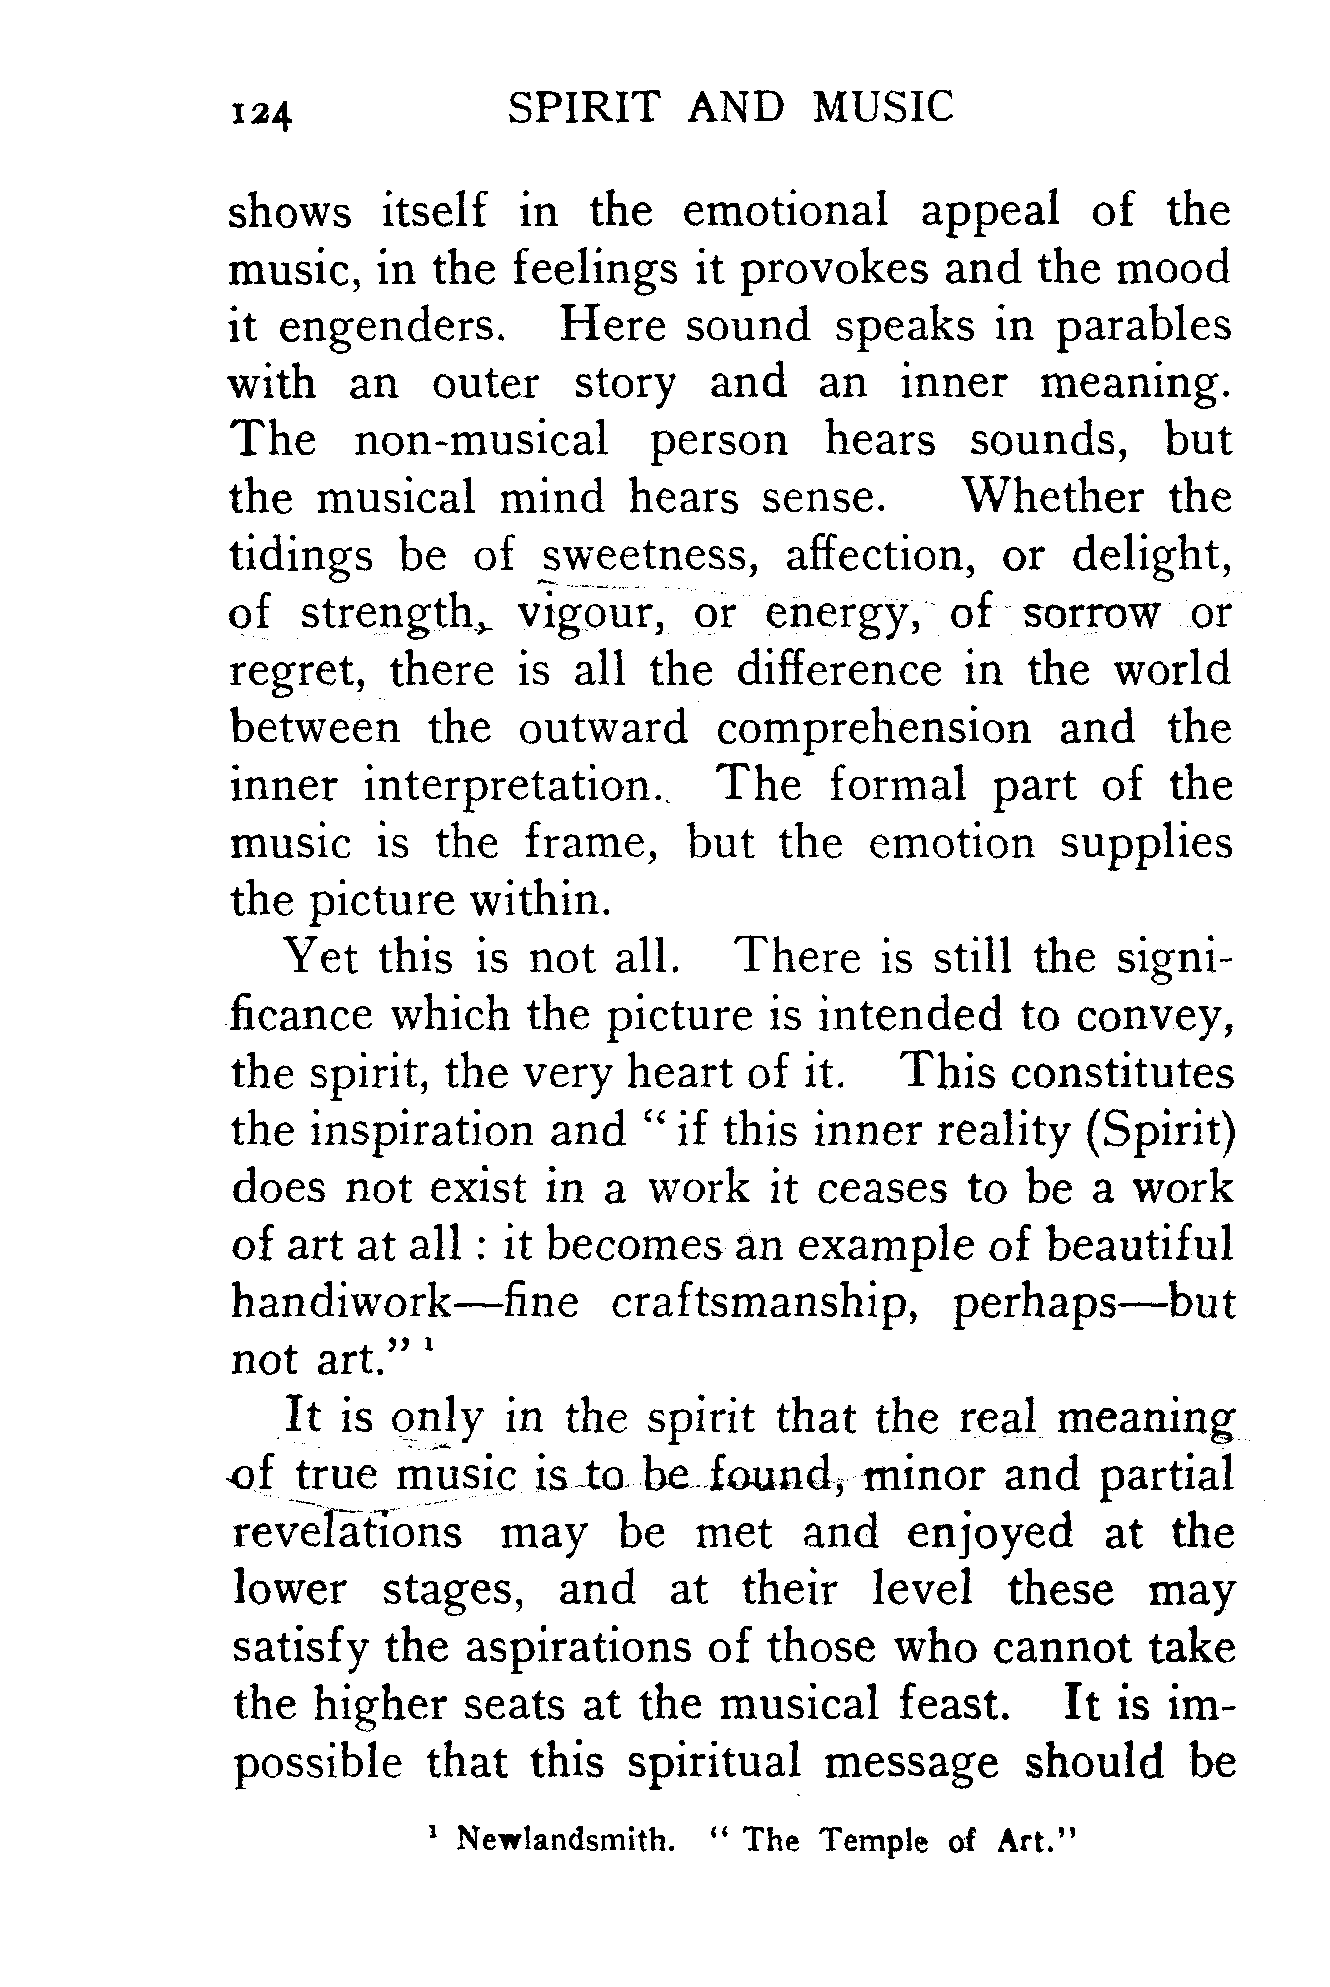 124 SPIRIT AND MUSIC
shows itself in the emotional appeal of the
music, in the feelings it provokes and the mood
it engenders. Here sound speaks in parables
with an outer story and an inner meaning.
The non-musical person hears sounds, but
the musical mind hears sense. Whether the
tidings be of sweetness, affection, or delight,
of strength, vigour, or energy, of sorrow or
regret, there is all the difference in the world
between the outward comprehension and the
inner interpretation. The formal part of the
music is the frame, but the emotion supplies
the picture within.
Yet this is not all. There is still the signi-
ficance which the picture is intended to convey,
the spirit, the very heart of it. This constitutes
the inspiration and “ if this inner reality (Spirit)
does not exist in a work it ceases to be a work
of art at all : it becomes an example of beautiful
handiwork—fine craftsmanship, perhaps—but
not art.” ¹
It is only in the spirit that the real meaning
of true music is to be found, minor and partial
revelations may be met and enjoyed at the
lower stages, and at their level these may
satisfy the aspirations of those who cannot take
the higher seats at the musical feast. It is im-
possible that this spiritual message should be
¹ Newlandsmith. “ The Temple of Art.”